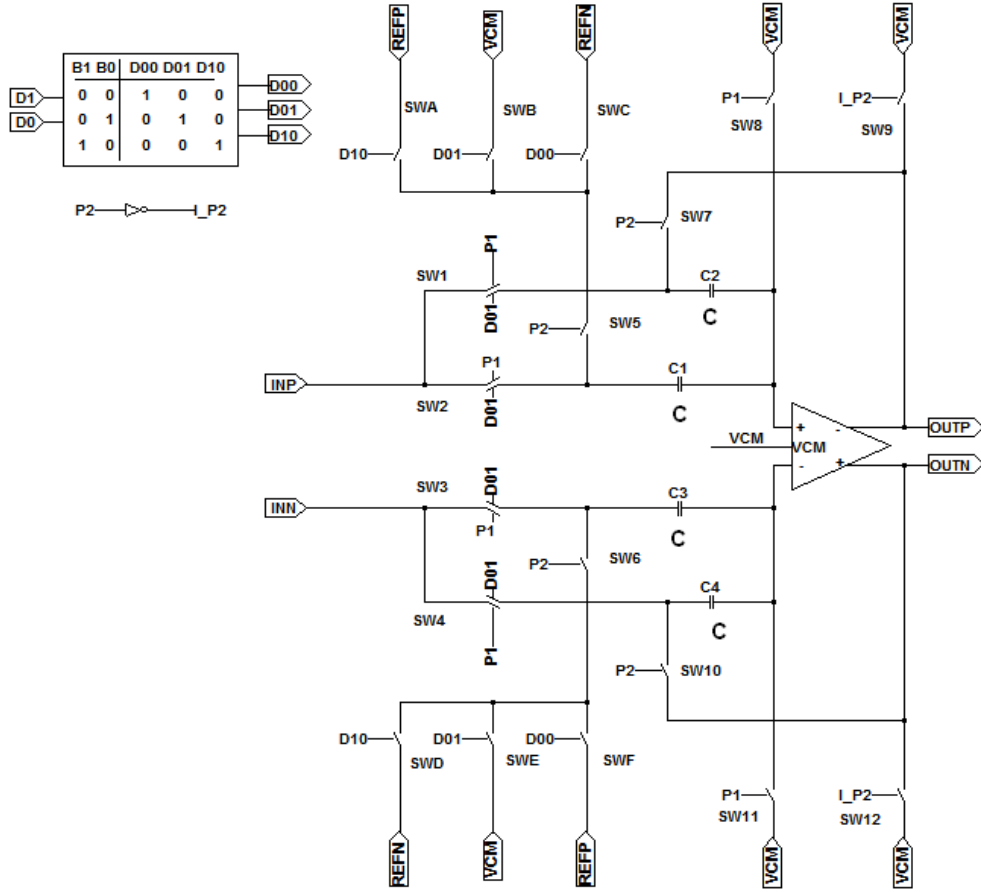 REFP VCM REFN VCM VCM
B1 B0 D00 D01 D10
D00
D1 0 0 1 0 0
D01
D0 0 1 0 1 0
D10
1 0 0 0 1
SWA SWB SWC
P1 I_P2
SW8 SW9
D10 D01 D00
P2 I_P2
P2 SW7
P1
SW1 C2
D01 C
P2 SW5
P1 C1
INP
SW2 D01 C
+ - OUTP
VCM VCM
- + OUTN
SW3 D01 C3
INN
P1 C
P2 SW6
D01 C4
SW4 C
P1 P2 SW10
D10 D01 D00
SWD SWE SWF
P1 I_P2
SW11 SW12
REFN VCM REFP VCM VCM